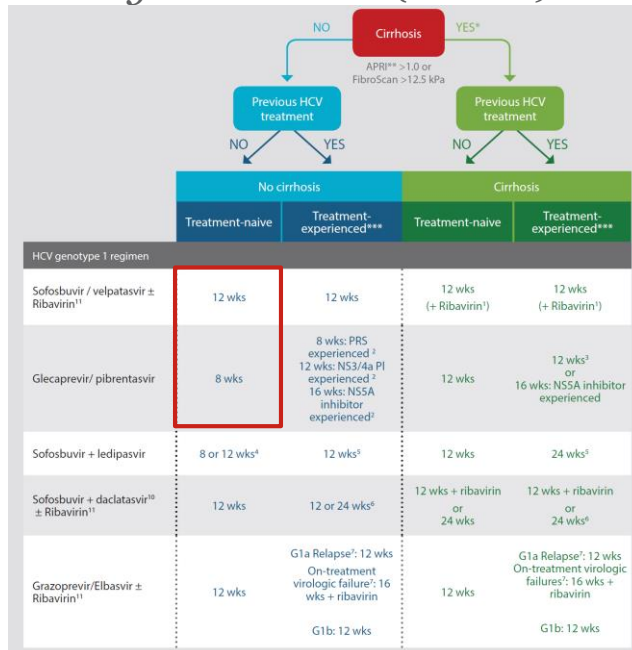 NO
Cirrhosis
YES*
APRI** >1.0 or
FibroScan >12.5 kPa
Previous HCV
treatment
NO
YES
Previous HCV
treatment
NO
YES
No cirrhosis
Cirrhosis
Treatment-naive
Treatment-
experienced***
Treatment-naive
Treatment-
experienced***
HCV genotype 1 regimen
Sofosbuvir / velpatasvir ±
Ribavirin¹¹
12 wks
12 wks
12 wks
(+ Ribavirin¹)
12 wks
(+ Ribavirin¹)
Glecaprevir/ pibrentasvir
8 wks
8 wks: PRS
experienced ²
12 wks: NS3/4a PI
experienced ²
16 wks: NS5A
inhibitor
experienced²
12 wks
12 wks³
or
16 wks: NS5A inhibitor
experienced
Sofosbuvir + ledipasvir
8 or 12 wks⁴
12 wks⁵
12 wks
24 wks⁵
Sofosbuvir + daclatasvir¹⁰
± Ribavirin¹¹
12 wks
12 or 24 wks⁶
12 wks + ribavirin
or
24 wks
12 wks + ribavirin
or
24 wks⁶
Grazoprevir/Elbasvir ±
Ribavirin¹¹
12 wks
G1a Relapse⁷: 12 wks
On-treatment
virologic failure⁷: 16
wks + ribavirin
G1b: 12 wks
12 wks
G1a Relapse⁷: 12 wks
On-treatment virologic
failures⁷: 16 wks +
ribavirin
G1b: 12 wks